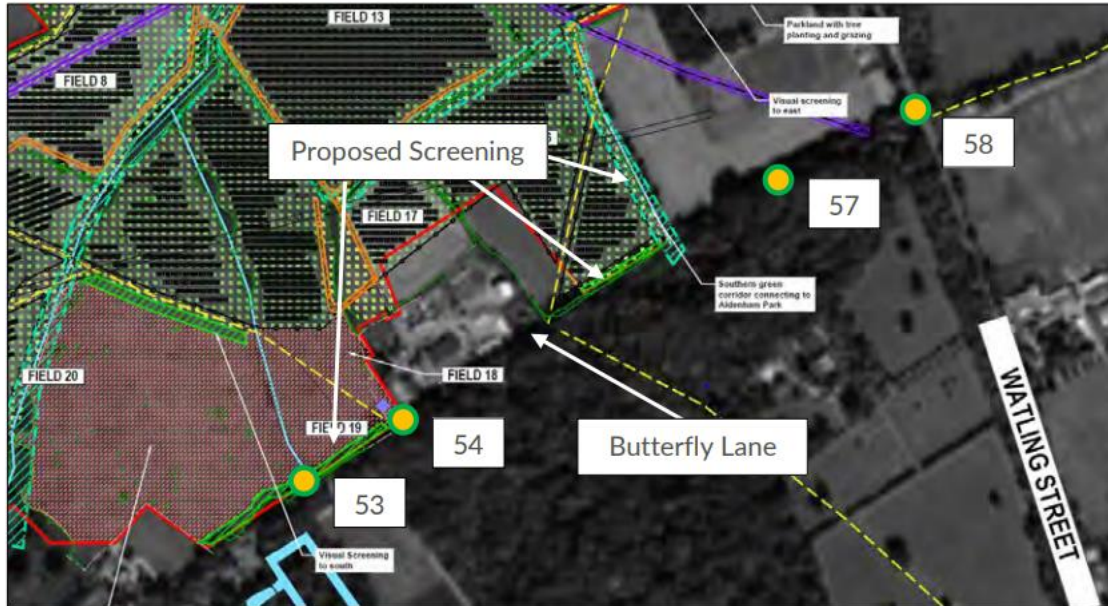 FIELD 13
Parkland with tree
planting and grazing
FIELD 8
Visual screening
to east
Proposed Screening
58
57
FIELD 17
Southern green
corridor connecting to
Aldenham Park
FIELD 20
FIELD 18
FIELD 19
54
Butterfly Lane
WATLING STREET
53
Visual Screening
to south